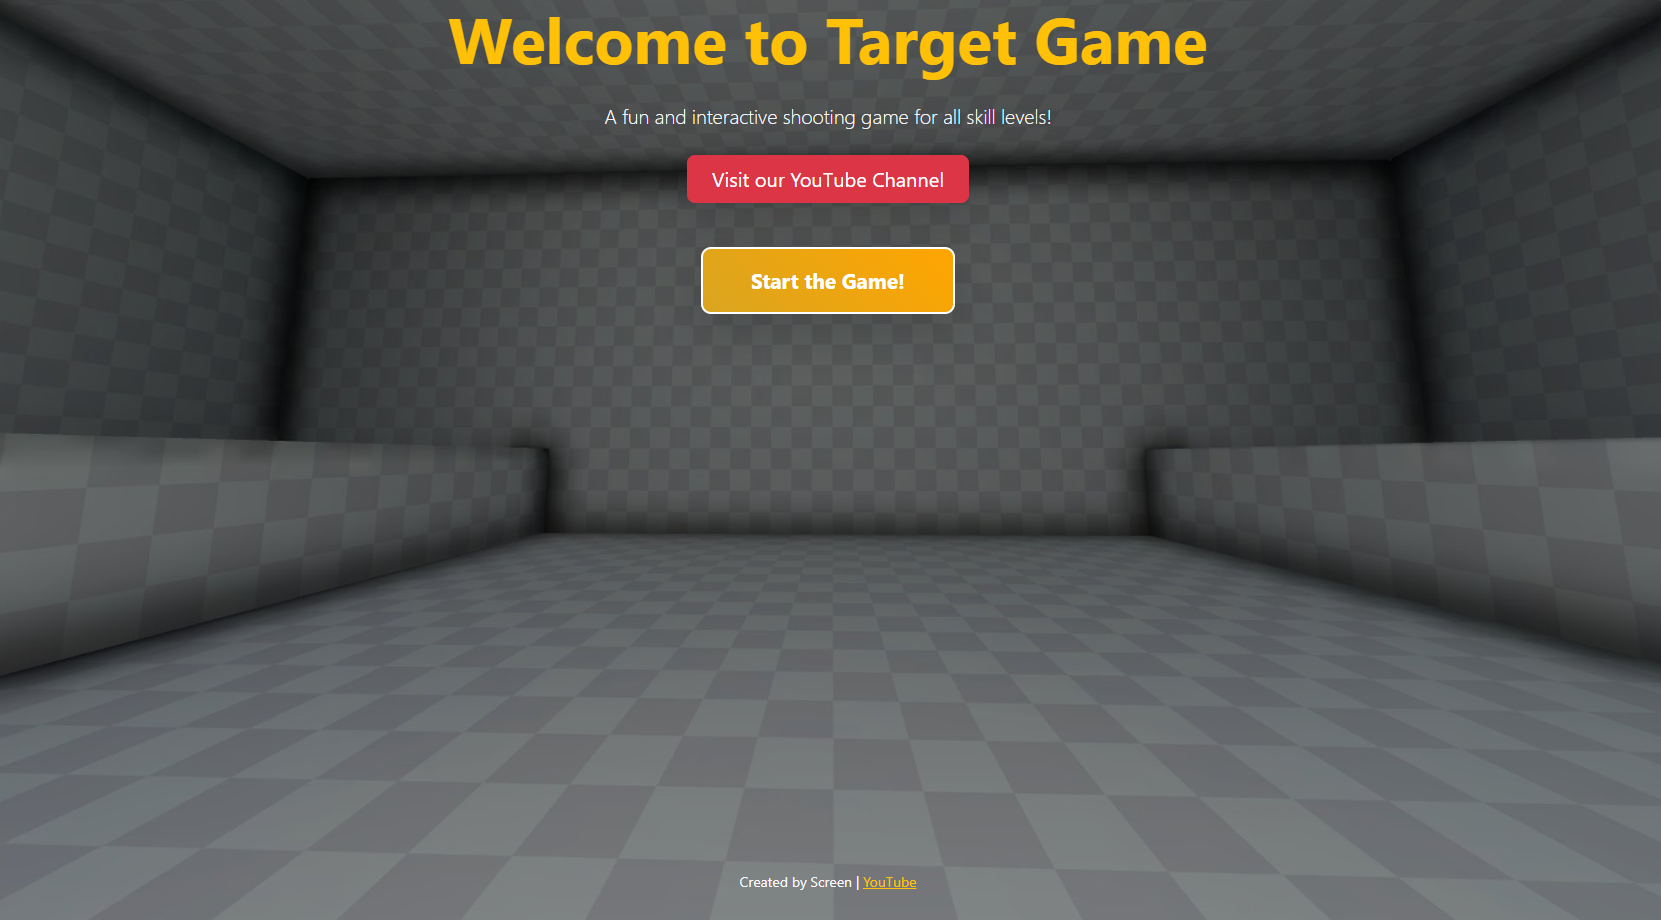 Welcome to Target Game
A fun and interactive shooting game for all skill levels!
Visit our YouTube Channel
Start the Game!
Created by Screen | YouTube